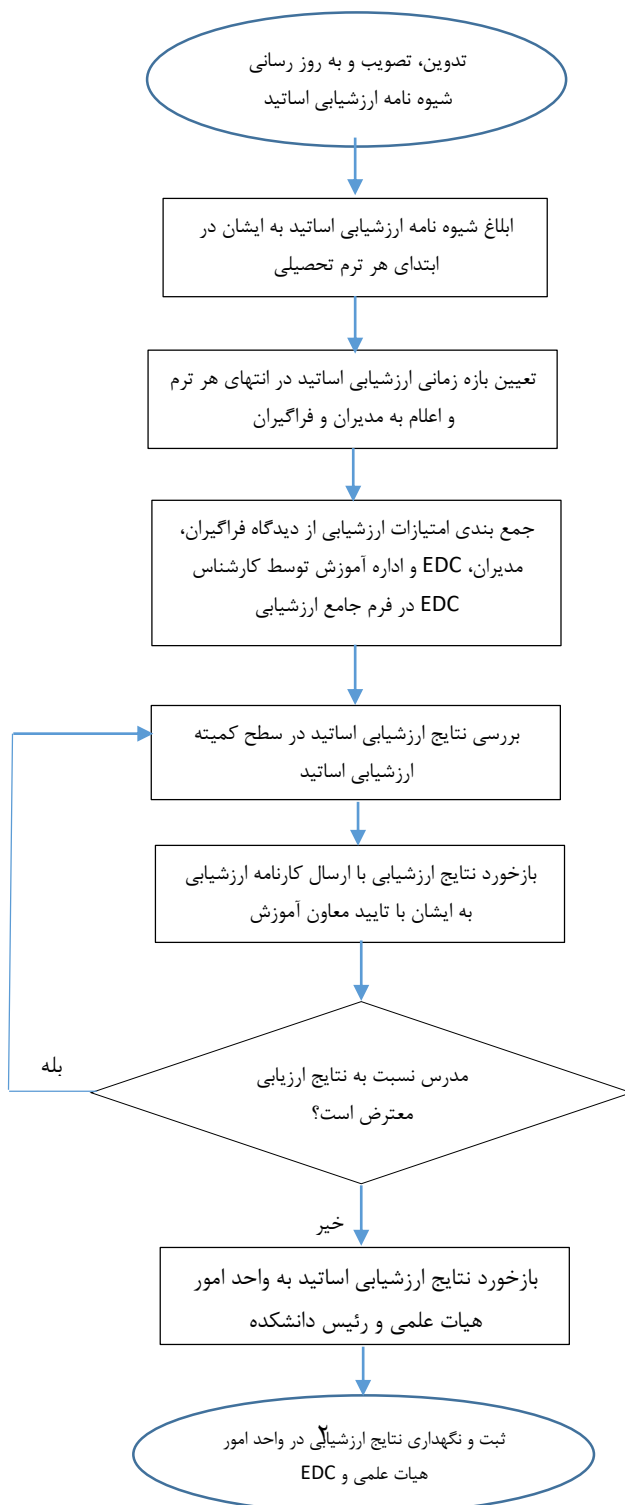 تدوین، تصویب و به روز رسانی
شیوه نامه ارزشیابی اساتید
ابلاغ شیوه نامه ارزشیابی اساتید به ایشان در
ابتدای هر ترم تحصیلی
تعیین بازه زمانی ارزشیابی اساتید در انتهای هر ترم
و اعلام به مدیران و فراگیران
جمع بندی امتیازات ارزشیابی از دیدگاه فراگیران،
مدیران، EDC و اداره آموزش توسط کارشناس
EDC در فرم جامع ارزشیابی
بررسی نتایج ارزشیابی اساتید در سطح کمیته
ارزشیابی اساتید
بازخورد نتایج ارزشیابی با ارسال کارنامه ارزشیابی
به ایشان با تایید معاون آموزش
مدرس نسبت به نتایج ارزیابی
معترض است؟
بله
خیر
بازخورد نتایج ارزشیابی اساتید به واحد امور
هیات علمی و رئیس دانشکده
ثبت و نگهداری نتایج ارزشیابی در واحد امور
هیات علمی و EDC
۲